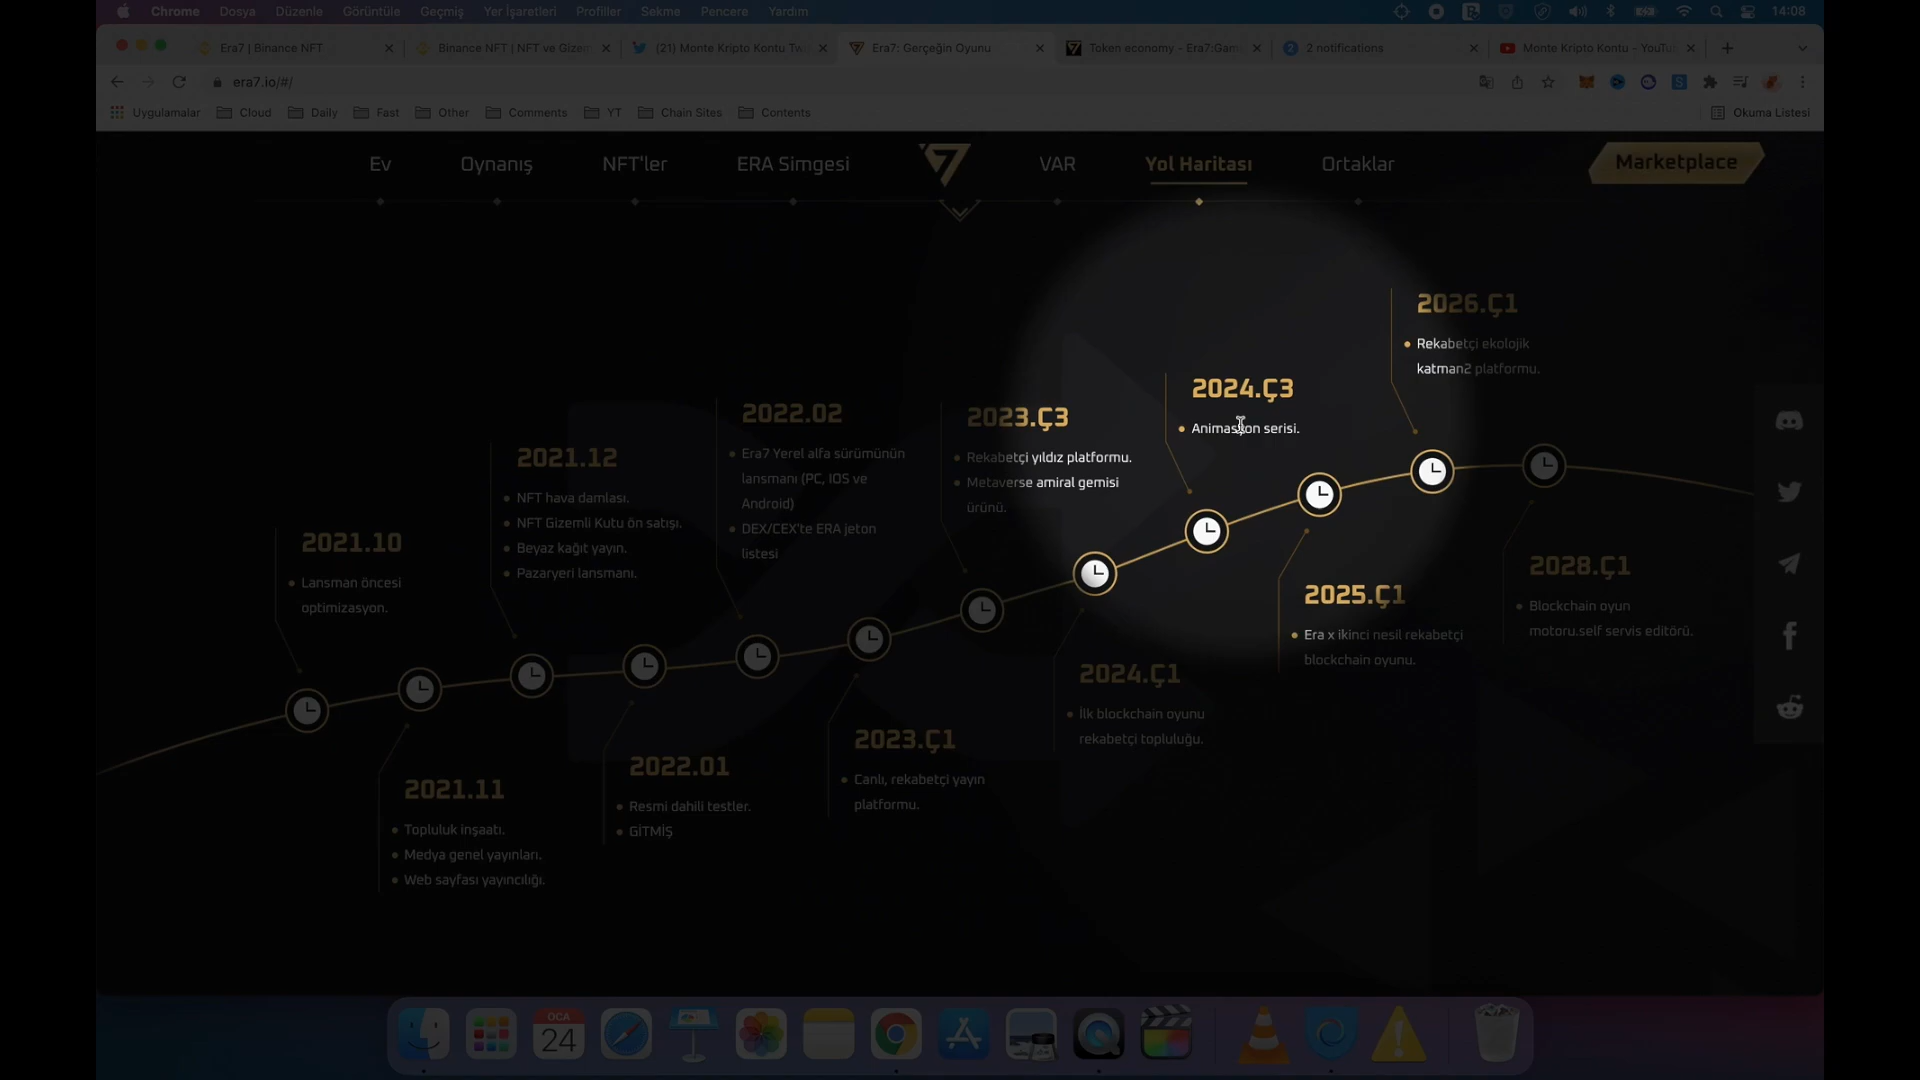 Chrome Dosya Düzenle Görüntüle Geçmiş Yer İşaretleri Profiller Sekme Pencere Yardım 14:08
Era7 | Binance NFT
Binance NFT | NFT ve Gizem
(21) Monte Kripto Kontu Tw
Era7: Gerçeğin Oyunu
Token economy - Era7:Gam
2 notifications
Monte Kripto Kontu - YouTu
era7.io/#/
Uygulamalar Cloud Daily Fast Other Comments YT Chain Sites Contents Okuma Listesi
Ev Oynanış NFT'ler ERA Simgesi VAR Yol Haritası Ortaklar Marketplace
2021.10
Lansman öncesi
optimizasyon.
2021.11
Topluluk inşaatı.
Medya genel yayınları.
Web sayfası yayıncılığı.
2021.12
NFT hava damlası.
NFT Gizemli Kutu ön satışı.
Beyaz kağıt yayın.
Pazaryeri lansmanı.
2022.01
Resmi dahili testler.
GİTMİŞ
2022.02
Era7 Yerel alfa sürümünün
lansmanı (PC, IOS ve
Android)
DEX/CEX'te ERA jeton
listesi
2023.Ç1
Canlı, rekabetçi yayın
platformu.
2023.Ç3
Rekabetçi yıldız platformu.
Metaverse amiral gemisi
ürünü.
2024.Ç1
İlk blockchain oyunu
rekabetçi topluluğu.
2024.Ç3
Animasyon serisi.
2025.Ç1
Era x ikinci nesil rekabetçi
blockchain oyunu.
2026.Ç1
Rekabetçi ekolojik
katman2 platformu.
2028.Ç1
Blockchain oyun
motoru.self servis editörü.
OCA
24